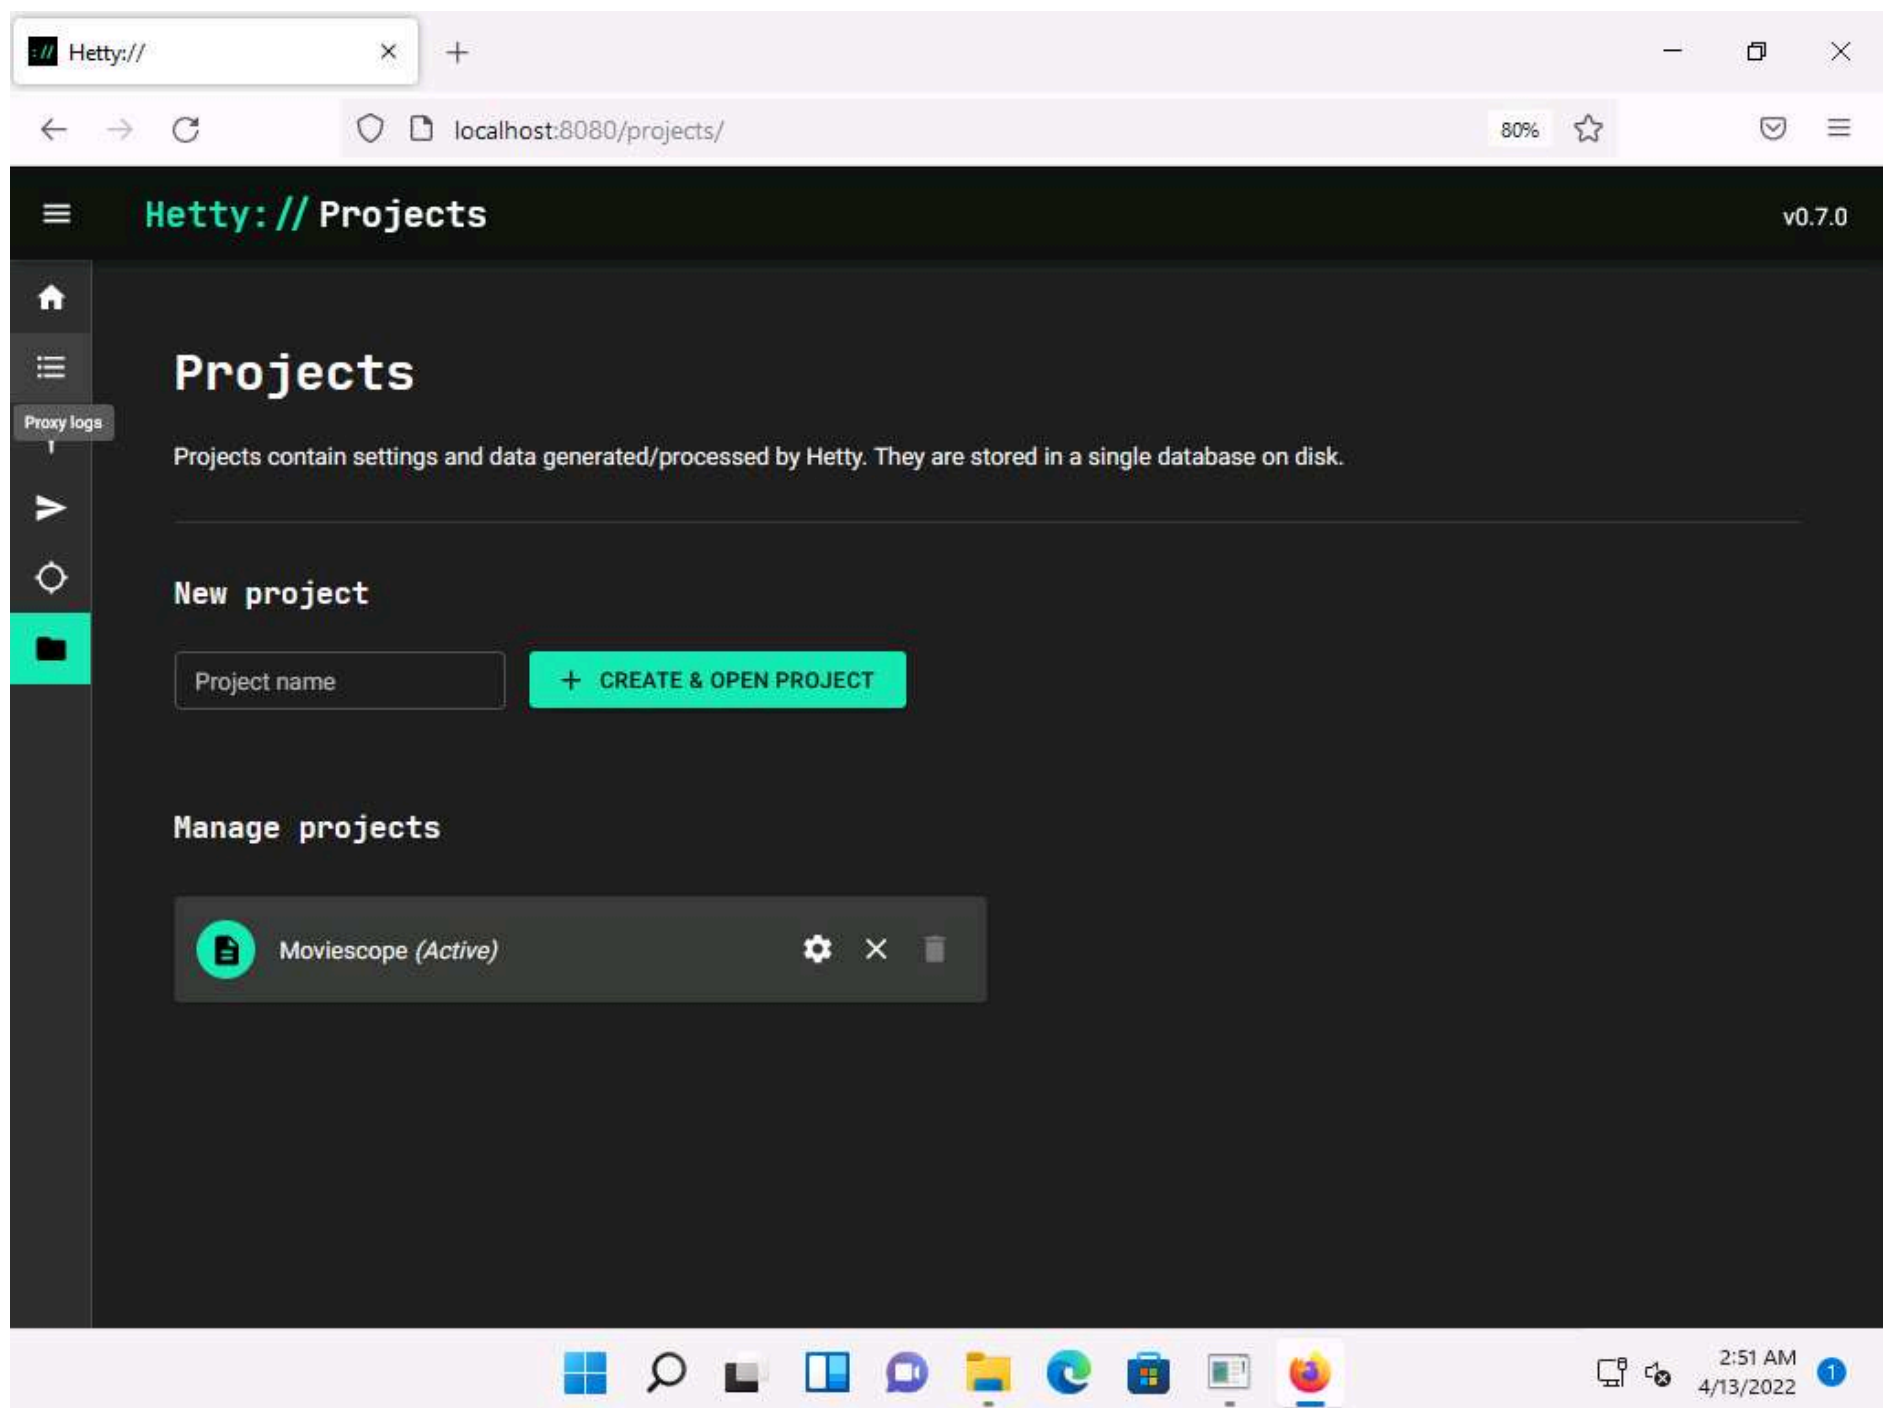 :// Hetty://
localhost:8080/projects/
80%
Hetty:// Projects
v0.7.0
Projects
Proxy logs
Projects contain settings and data generated/processed by Hetty. They are stored in a single database on disk.
New project
Project name
+ CREATE & OPEN PROJECT
Manage projects
Moviescope (Active)
2:51 AM
4/13/2022
1